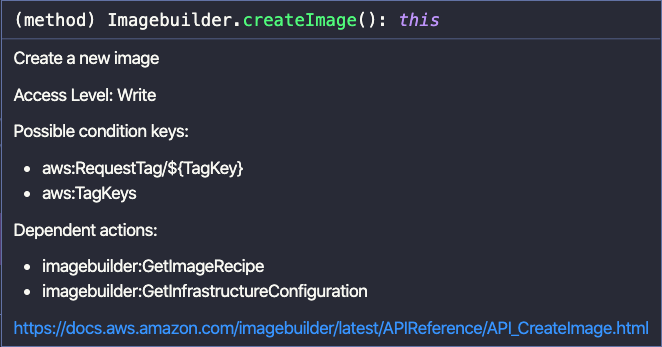 (method) Imagebuilder.createImage(): this
Create a new image
Access Level: Write
Possible condition keys:
• aws:RequestTag/${TagKey}
• aws:TagKeys
Dependent actions:
• imagebuilder:GetImageRecipe
• imagebuilder:GetInfrastructureConfiguration
https://docs.aws.amazon.com/imagebuilder/latest/APIReference/API_CreateImage.html